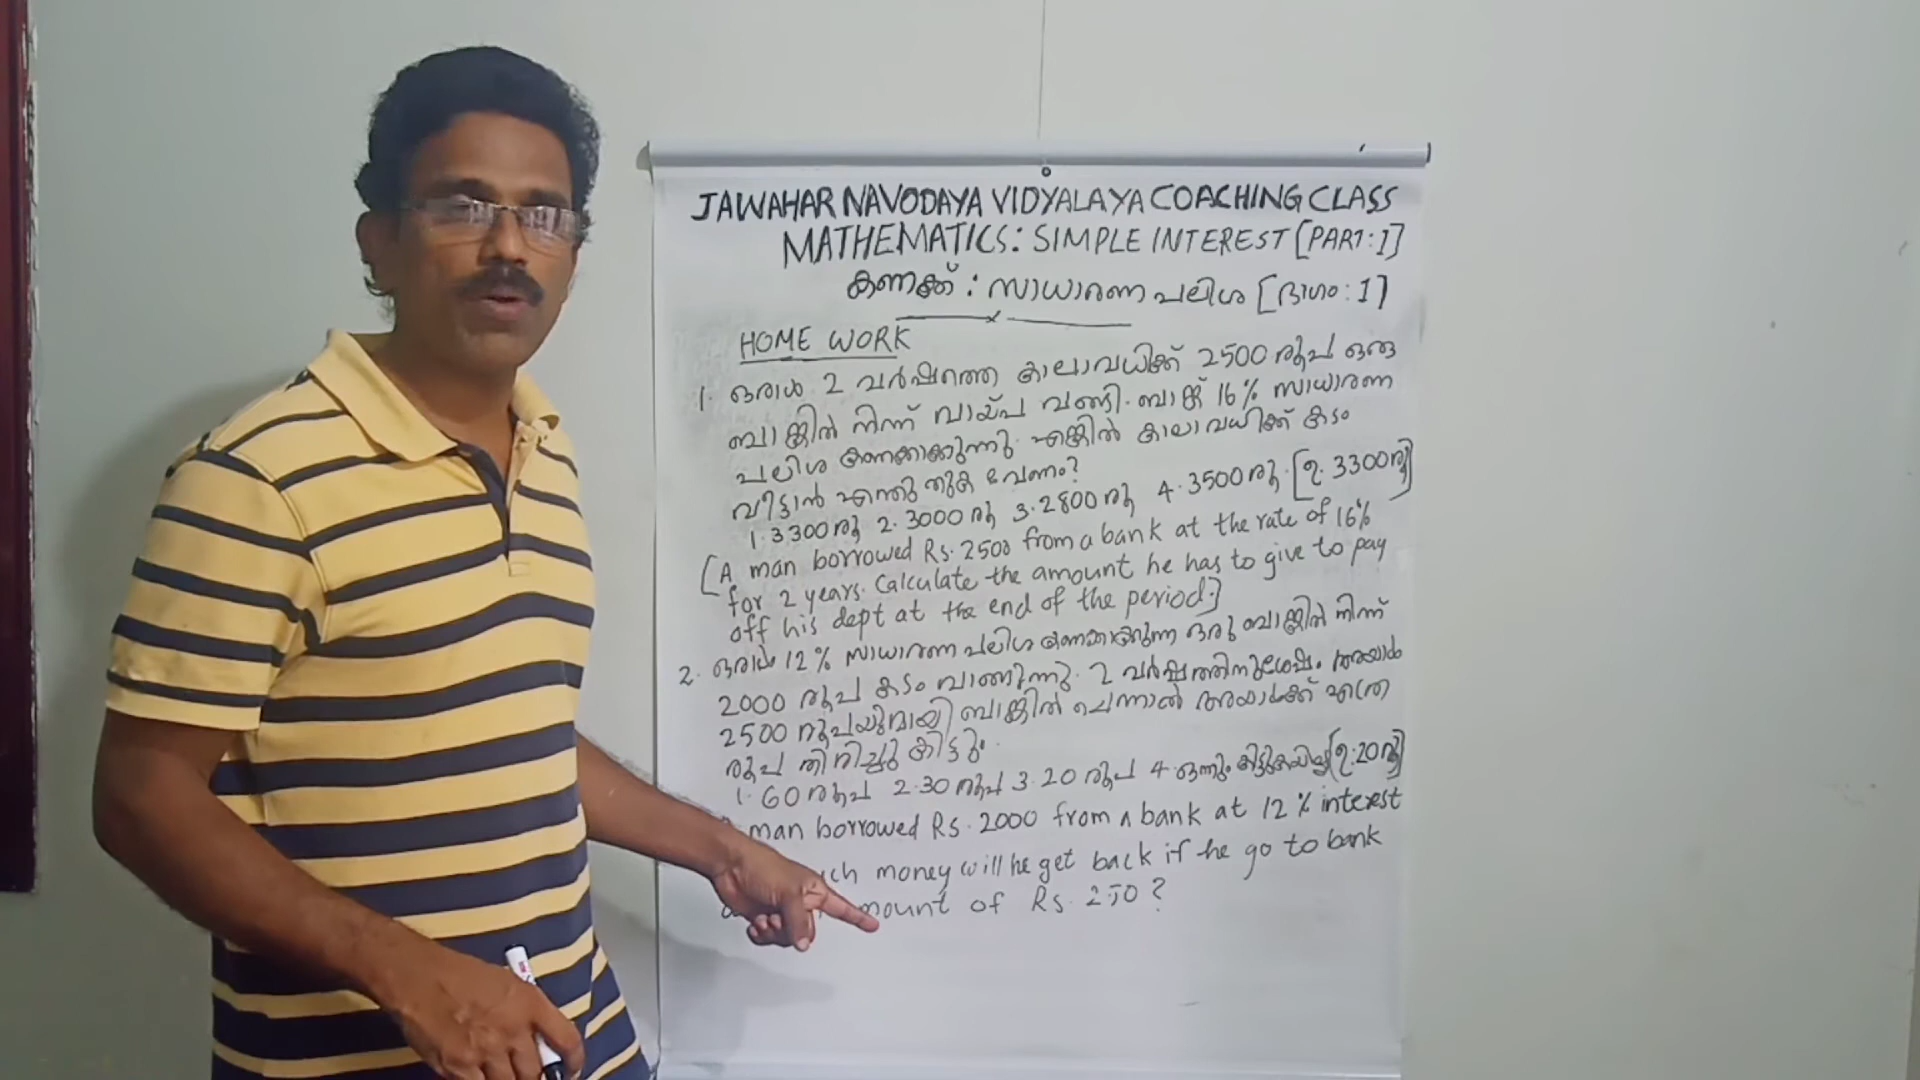 JAWAHAR NAVODAYA VIDYALAYA COACHING CLASS
MATHEMATICS: SIMPLE INTEREST [PART:1]
കണക്ക് : സാധാരണ പലിശ [ഭാഗം:1]
HOME WORK
1. ഒരാൾ 2 വർഷത്തെ കാലാവധിക്ക് 2500 രൂപ ഒരു
ബാങ്കിൽ നിന്ന് വായ്പ വാങ്ങി. ബാങ്ക് 16% സാധാരണ
പലിശ കണക്കാക്കുന്നു. എങ്കിൽ കാലാവധിക്ക് കടം
വീട്ടാൻ എന്തു തുക വേണം?
1. 3300 രൂ 2. 3000 രൂ 3. 2800 രൂ 4. 3500 രൂ. [ഉ. 3300 രൂ]
[A man borrowed Rs. 2500 from a bank at the rate of 16%
for 2 years. Calculate the amount he has to give to pay
off his dept at the end of the period.]
2. ഒരാൾ 12% സാധാരണ പലിശ കണക്കാക്കുന്ന ഒരു ബാങ്കിൽ നിന്ന്
2000 രൂപ കടം വാങ്ങുന്നു. 2 വർഷത്തിനുശേഷം അയാൾ
2500 രൂപയുമായി ബാങ്കിൽ ചെന്നാൽ അയാൾക്ക് എത്ര
രൂപ തിരിച്ചു കിട്ടും.
1. 60 രൂപ 2. 30 രൂപ 3. 20 രൂപ 4. ഒന്നും കിട്ടുകയില്ല [ഉ: 20 രൂ]
man borrowed Rs. 2000 from a bank at 12% interest
money will he get back if he go to bank
of Rs. 250?